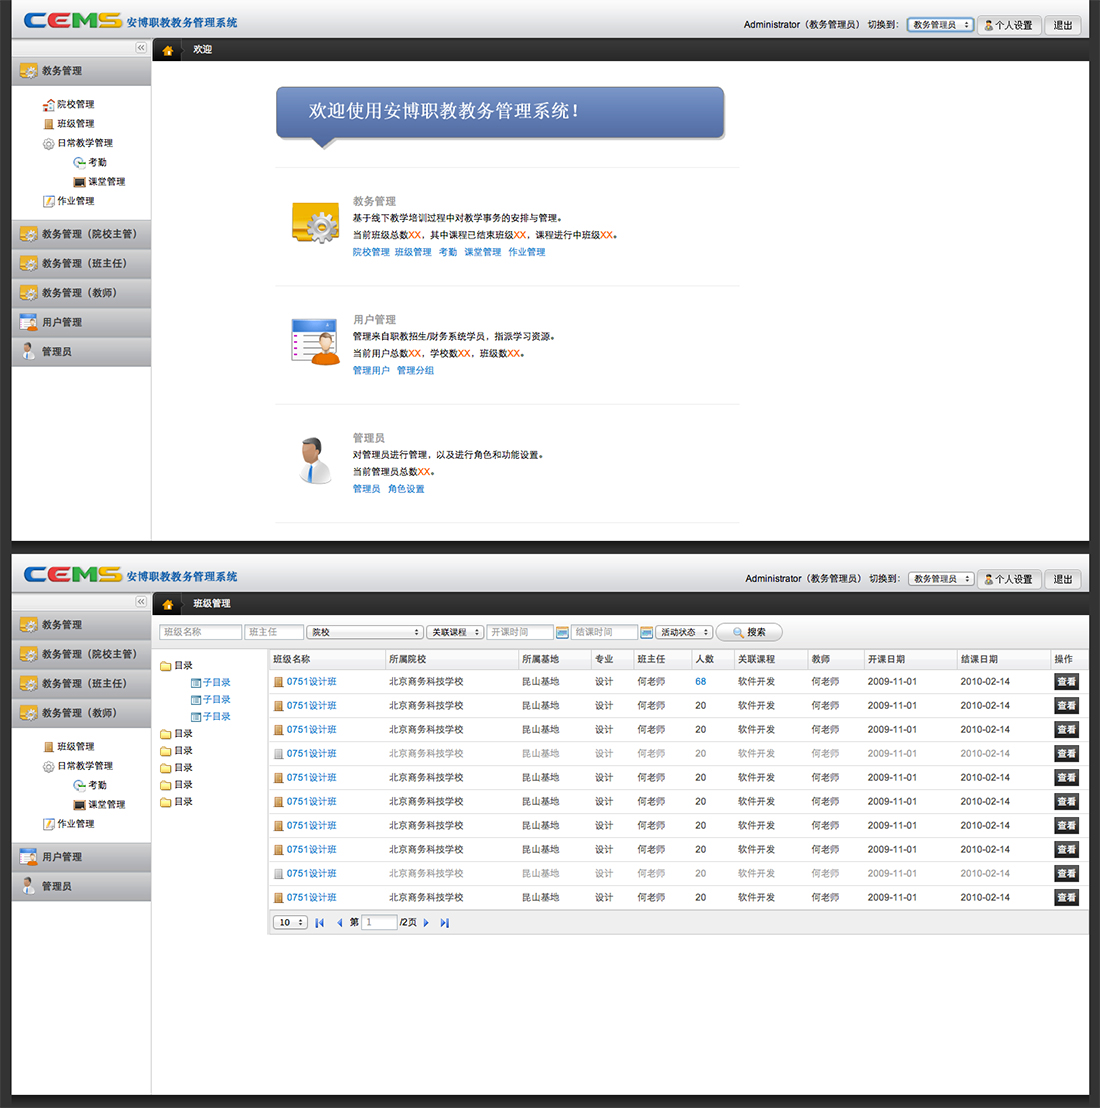 CEMS 安博职教教务管理系统
Administrator（教务管理员） 切换到： 教务管理员 个人设置 退出
欢迎
教务管理
院校管理
班级管理
日常教学管理
考勤
课堂管理
作业管理
教务管理（院校主管）
教务管理（班主任）
教务管理（教师）
用户管理
管理员
欢迎使用安博职教教务管理系统！
教务管理
基于线下教学培训过程中对教学事务的安排与管理。
当前班级总数XX，其中课程已结束班级XX，课程进行中班级XX。
院校管理 班级管理 考勤 课堂管理 作业管理
用户管理
管理来自职教招生/财务系统学员，指派学习资源。
当前用户总数XX，学校数XX，班级数XX。
管理用户 管理分组
管理员
对管理员进行管理，以及进行角色和功能设置。
当前管理员总数XX。
管理员 角色设置
CEMS 安博职教教务管理系统
Administrator（教务管理员） 切换到： 教务管理员 个人设置 退出
班级管理
教务管理
教务管理（院校主管）
教务管理（班主任）
教务管理（教师）
班级管理
日常教学管理
考勤
课堂管理
作业管理
用户管理
管理员
班级名称 班主任 院校 关联课程 开课时间 结课时间 活动状态 搜索
目录
子目录
子目录
子目录
目录
目录
目录
目录
目录
班级名称 所属院校 所属基地 专业 班主任 人数 关联课程 教师 开课日期 结课日期 操作
0751设计班 北京商务科技学校 昆山基地 设计 何老师 68 软件开发 何老师 2009-11-01 2010-02-14 查看
0751设计班 北京商务科技学校 昆山基地 设计 何老师 20 软件开发 何老师 2009-11-01 2010-02-14 查看
0751设计班 北京商务科技学校 昆山基地 设计 何老师 20 软件开发 何老师 2009-11-01 2010-02-14 查看
0751设计班 北京商务科技学校 昆山基地 设计 何老师 20 软件开发 何老师 2009-11-01 2010-02-14 查看
0751设计班 北京商务科技学校 昆山基地 设计 何老师 20 软件开发 何老师 2009-11-01 2010-02-14 查看
0751设计班 北京商务科技学校 昆山基地 设计 何老师 20 软件开发 何老师 2009-11-01 2010-02-14 查看
0751设计班 北京商务科技学校 昆山基地 设计 何老师 20 软件开发 何老师 2009-11-01 2010-02-14 查看
0751设计班 北京商务科技学校 昆山基地 设计 何老师 20 软件开发 何老师 2009-11-01 2010-02-14 查看
0751设计班 北京商务科技学校 昆山基地 设计 何老师 20 软件开发 何老师 2009-11-01 2010-02-14 查看
0751设计班 北京商务科技学校 昆山基地 设计 何老师 20 软件开发 何老师 2009-11-01 2010-02-14 查看
10 第 1 /2页